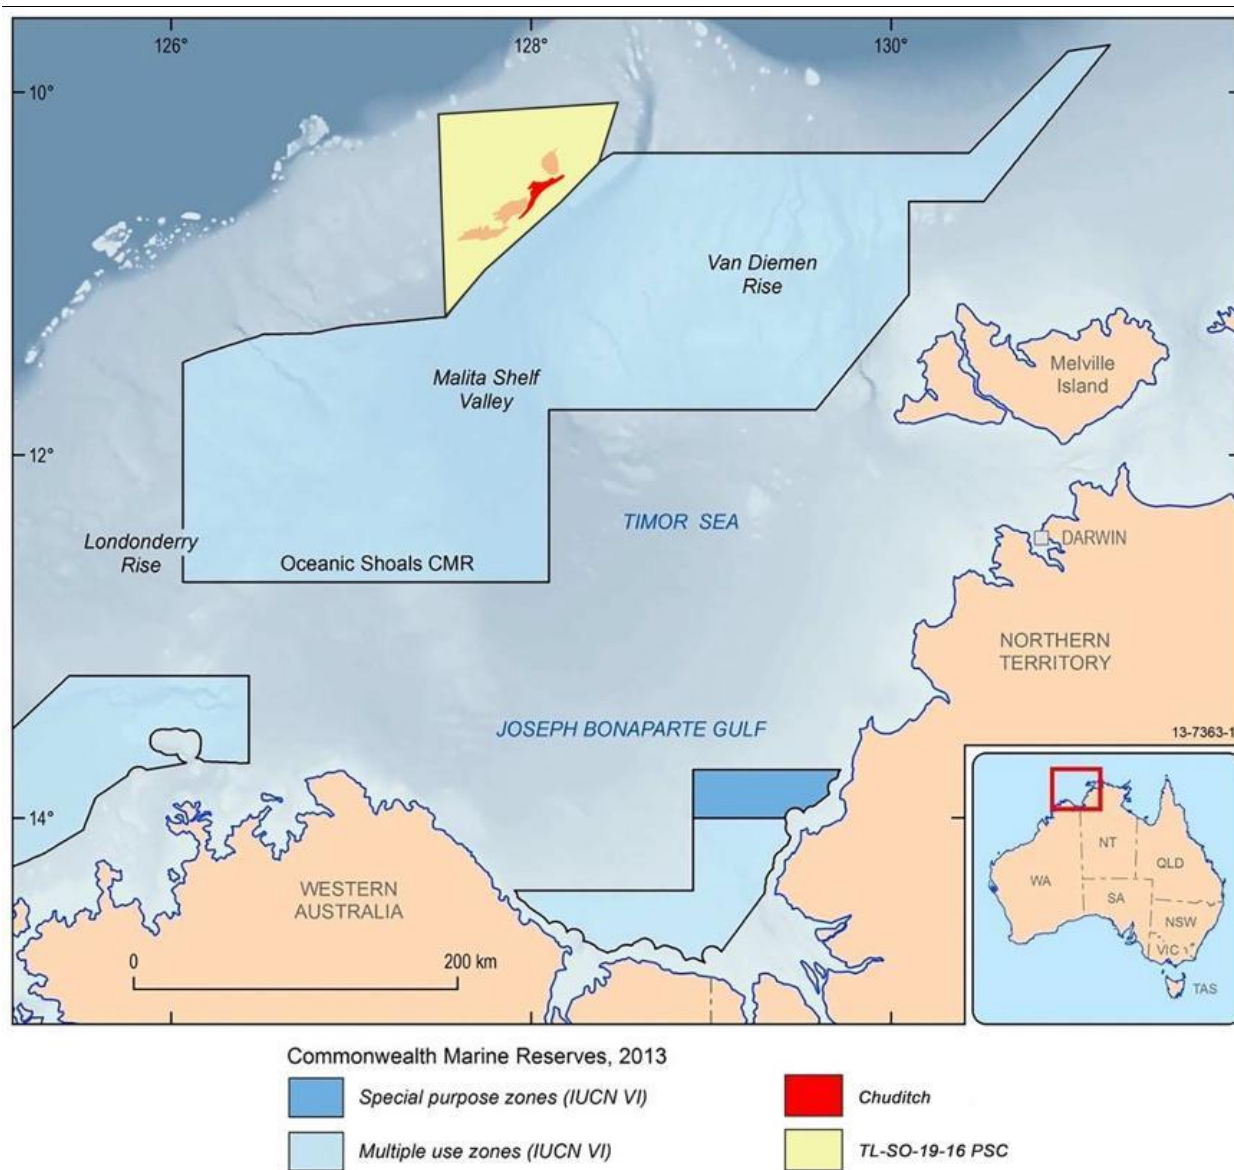 126°
128°
130°
10°
Van Diemen
Rise
Malita Shelf
Valley
Melville
Island
12°
TIMOR SEA
Londonderry
Rise
Oceanic Shoals CMR
DARWIN
NORTHERN
TERRITORY
JOSEPH BONAPARTE GULF
13-7363-1
14°
WESTERN
AUSTRALIA
0
200 km
NT
QLD
WA
SA
NSW
VIC
TAS
Commonwealth Marine Reserves, 2013
Special purpose zones (IUCN VI)
Chuditch
Multiple use zones (IUCN VI)
TL-SO-19-16 PSC